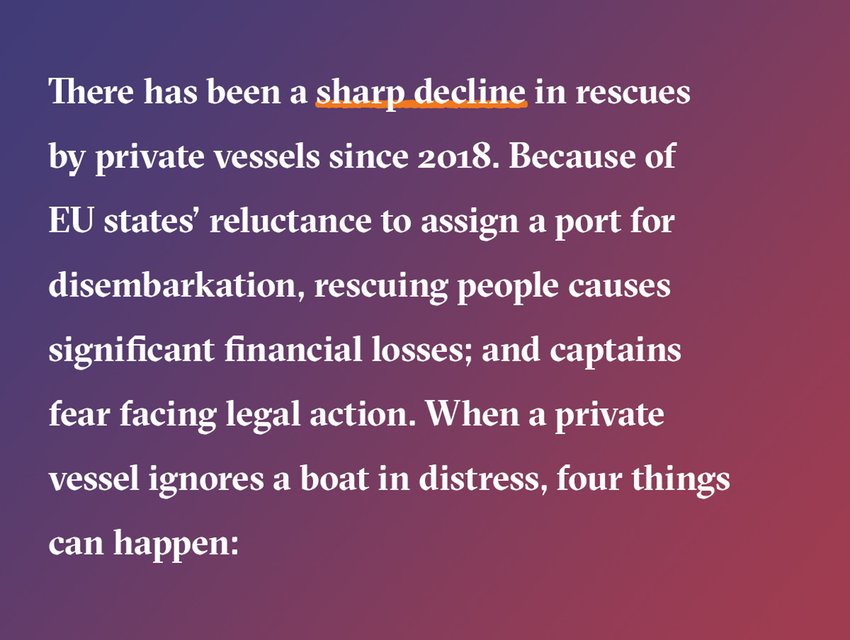 There has been a sharp decline in rescues
by private vessels since 2018. Because of
EU states’ reluctance to assign a port for
disembarkation, rescuing people causes
significant financial losses; and captains
fear facing legal action. When a private
vessel ignores a boat in distress, four things
can happen: